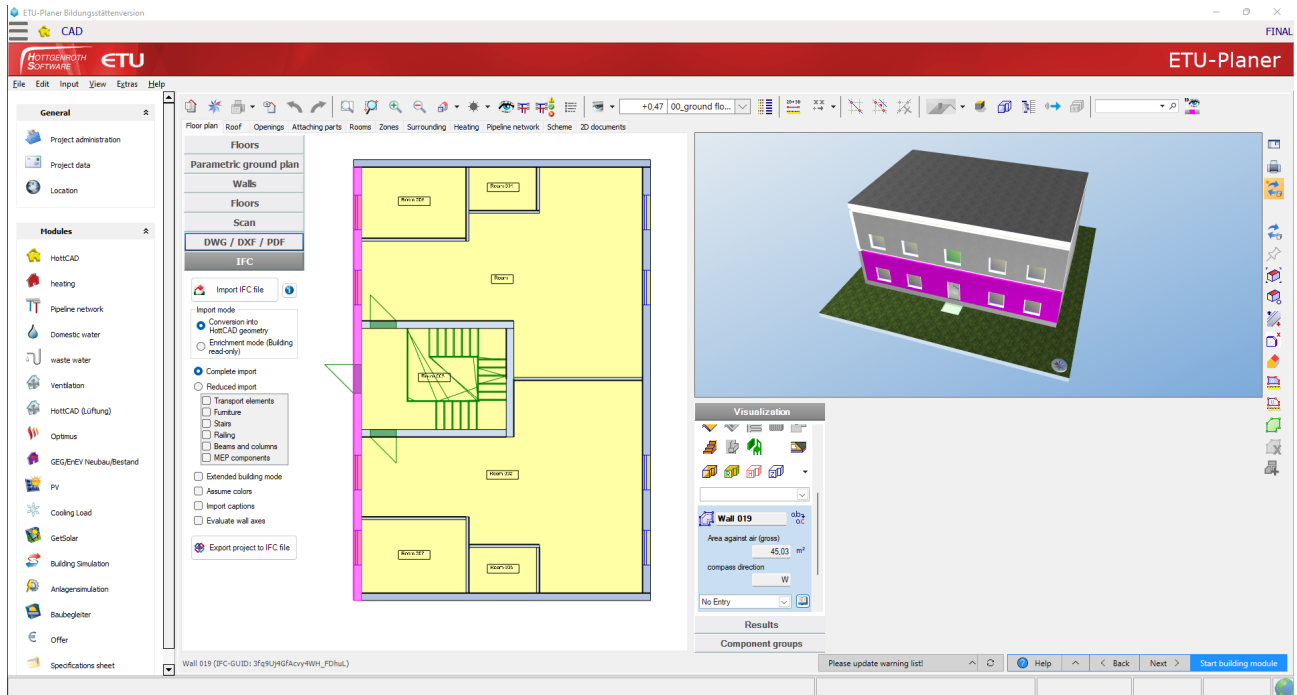 ETU-Planer Bildungsstättenversion
CAD
FINAL
HOTTGENROTH SOFTWARE ETU
ETU-Planer
File Edit Input View Extras Help
General
Project administration
Project data
Location
Modules
HottCAD
heating
Pipeline network
Domestic water
waste water
Ventilation
HottCAD (Lüftung)
Optimus
GEG/EnEV Neubau/Bestand
PV
Cooling Load
GetSolar
Building Simulation
Anlagensimulation
Baubegleiter
Offer
Specifications sheet
+0,47 00_ground flo...
Floor plan Roof Openings Attaching parts Rooms Zones Surrounding Heating Pipeline network Scheme 2D documents
Floors
Parametric ground plan
Walls
Floors
Scan
DWG / DXF / PDF
IFC
Import IFC file
Import mode
Conversion into
HottCAD geometry
Enrichment mode (Building
read-only)
Complete import
Reduced import
Transport elements
Furniture
Stairs
Railing
Beams and columns
MEP components
Extended building mode
Assume colors
Import captions
Evaluate wall axes
Export project to IFC file
Room
Room 002
Visualization
Wall 019
Area against air (gross)
45,03 m²
compass direction
W
No Entry
Results
Component groups
Wall 019 (IFC-GUID: 3fq9Uj4GfAcvy4WH_FDhuL)
Please update warning list!
Help
< Back
Next >
Start building module